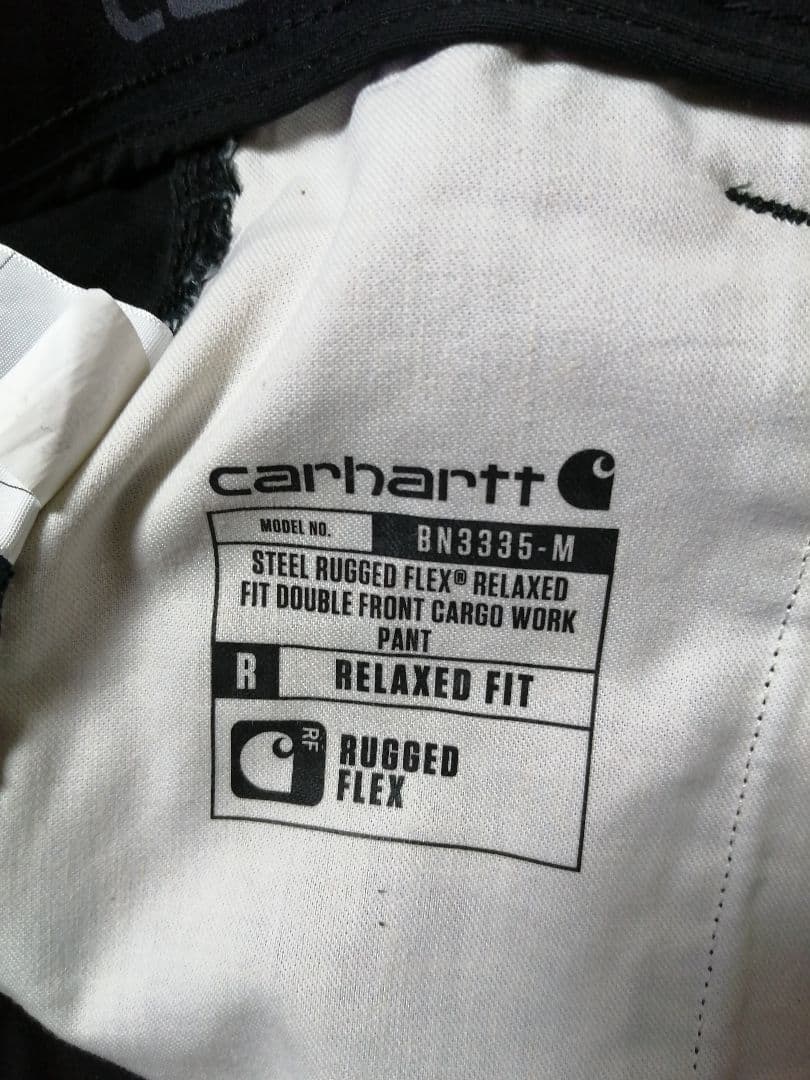 carhartt
MODEL NO. BN3335-M
STEEL RUGGED FLEX® RELAXED
FIT DOUBLE FRONT CARGO WORK
PANT
R RELAXED FIT
RF
RUGGED
FLEX